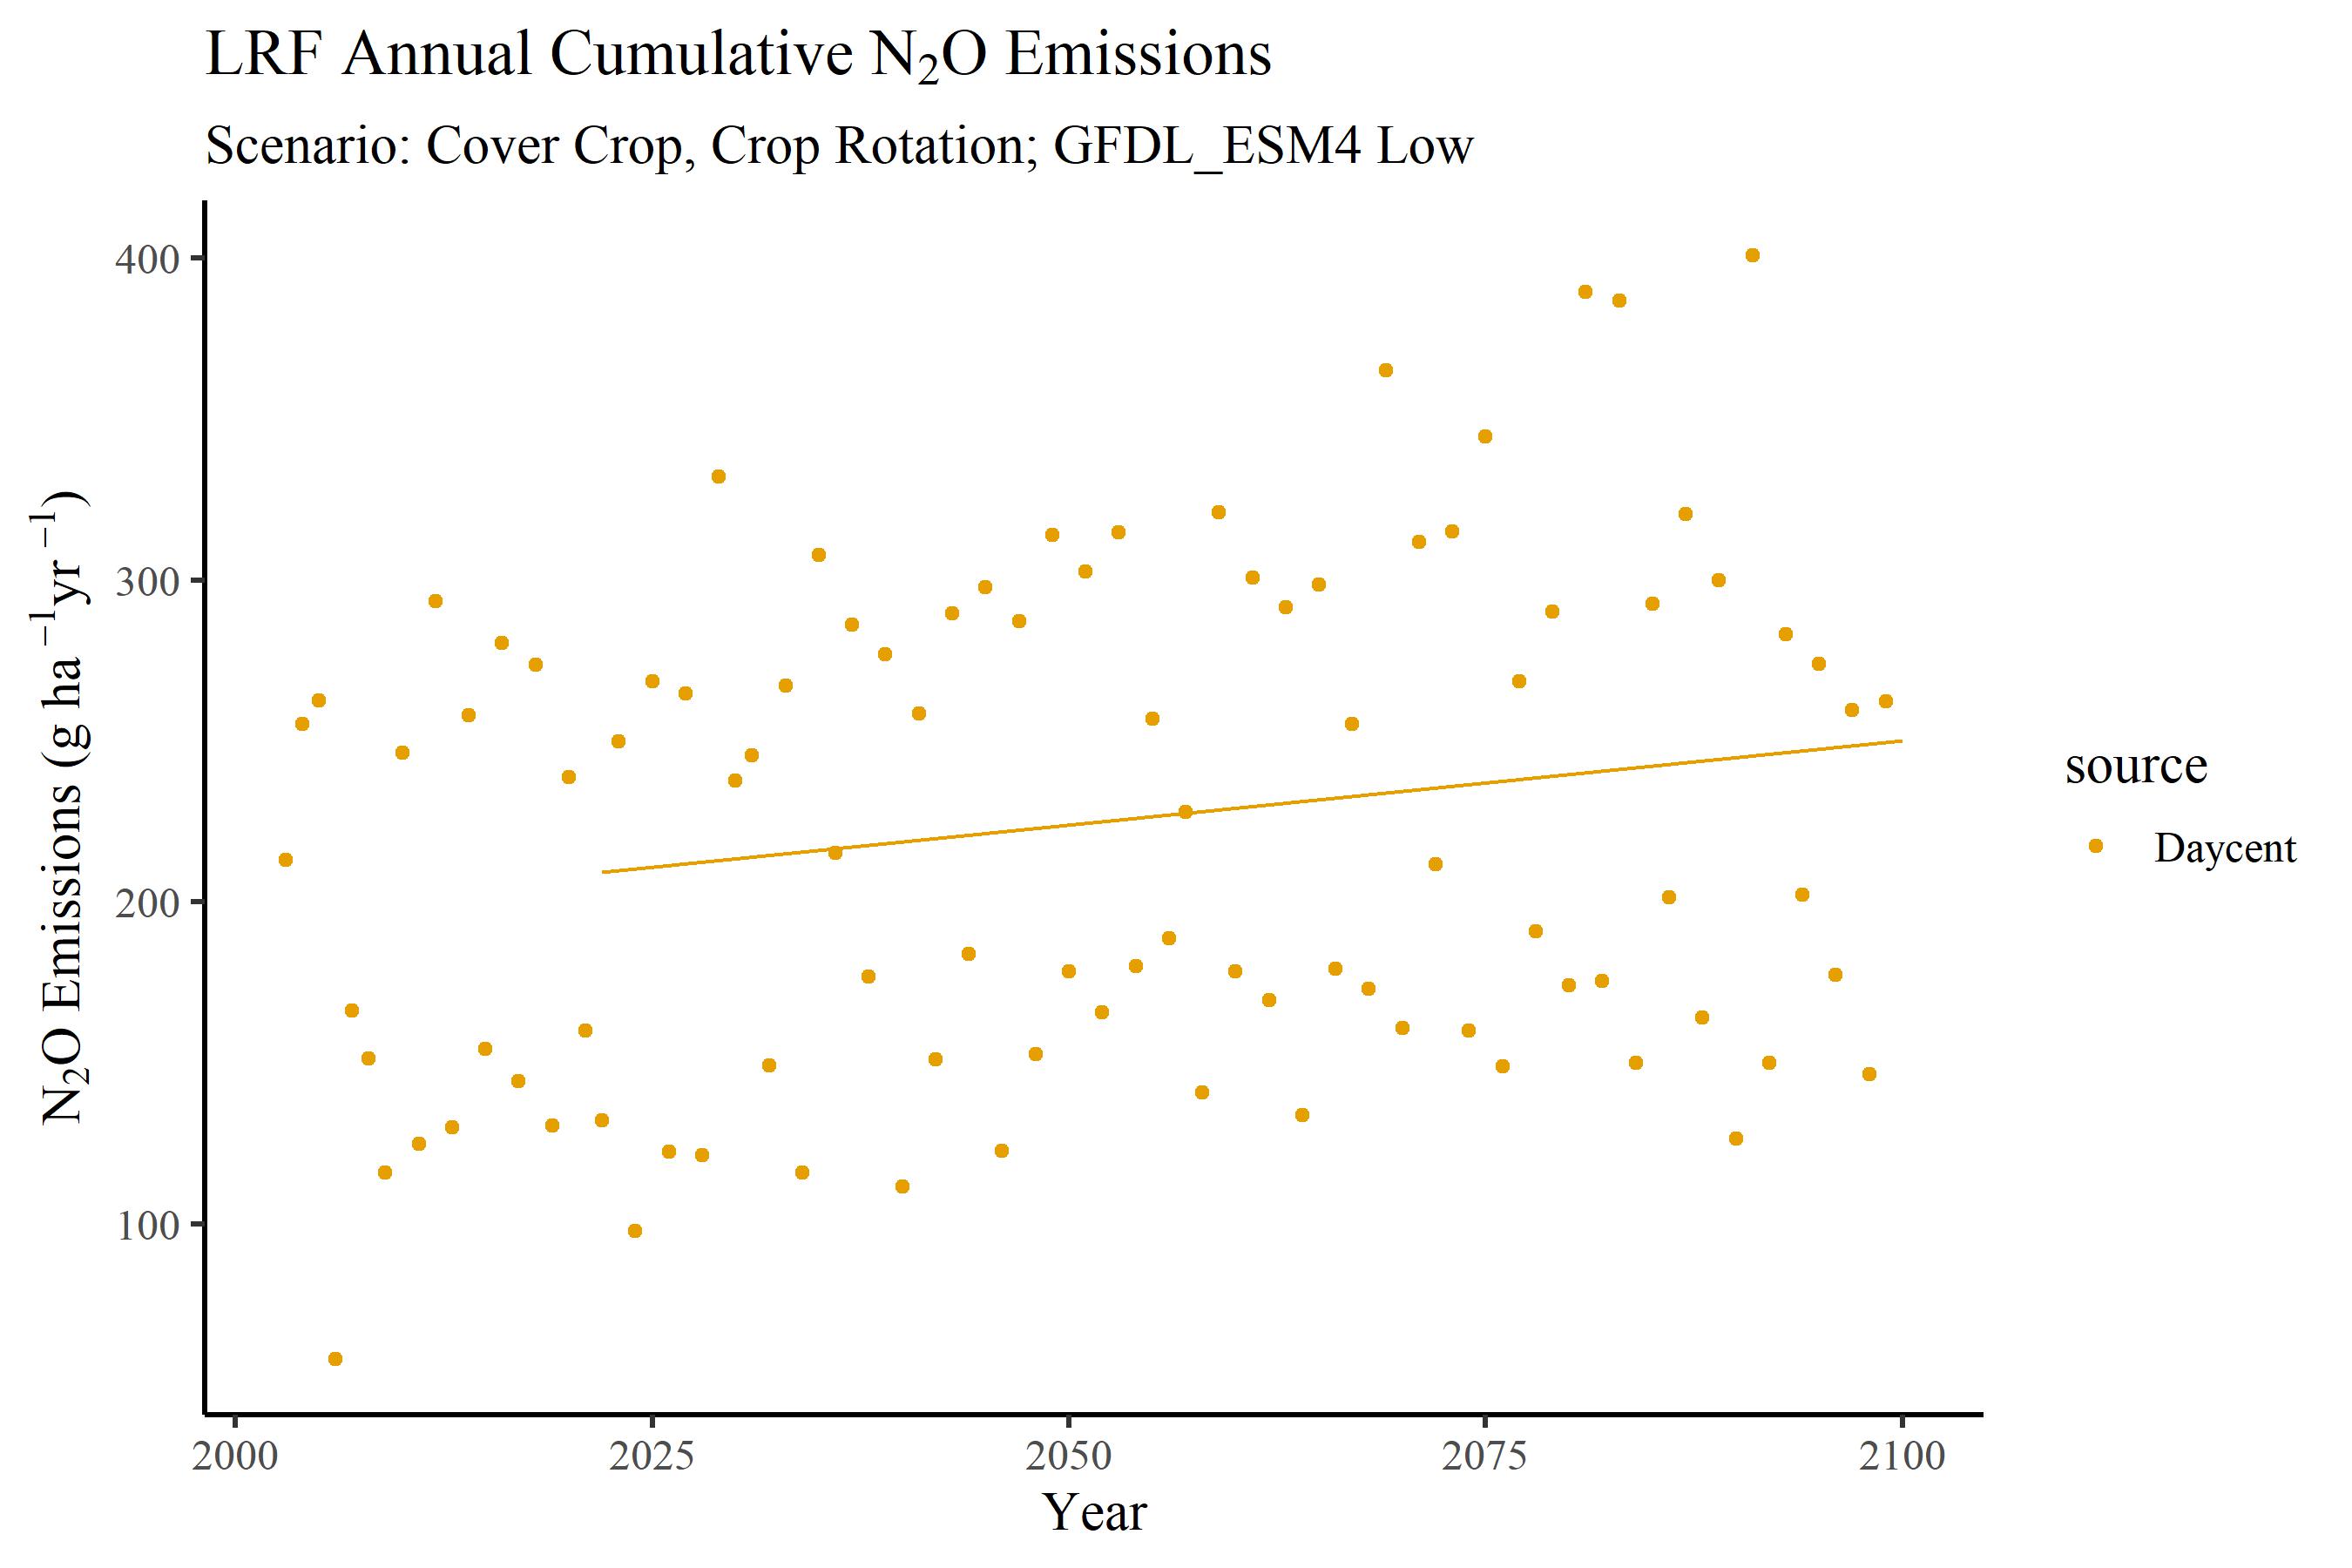 LRF Annual Cumulative N₂O Emissions
Scenario: Cover Crop, Crop Rotation; GFDL_ESM4 Low
N₂O Emissions (g ha⁻¹yr⁻¹)
400
300
200
100
2000 2025 2050 2075 2100
Year
source
Daycent